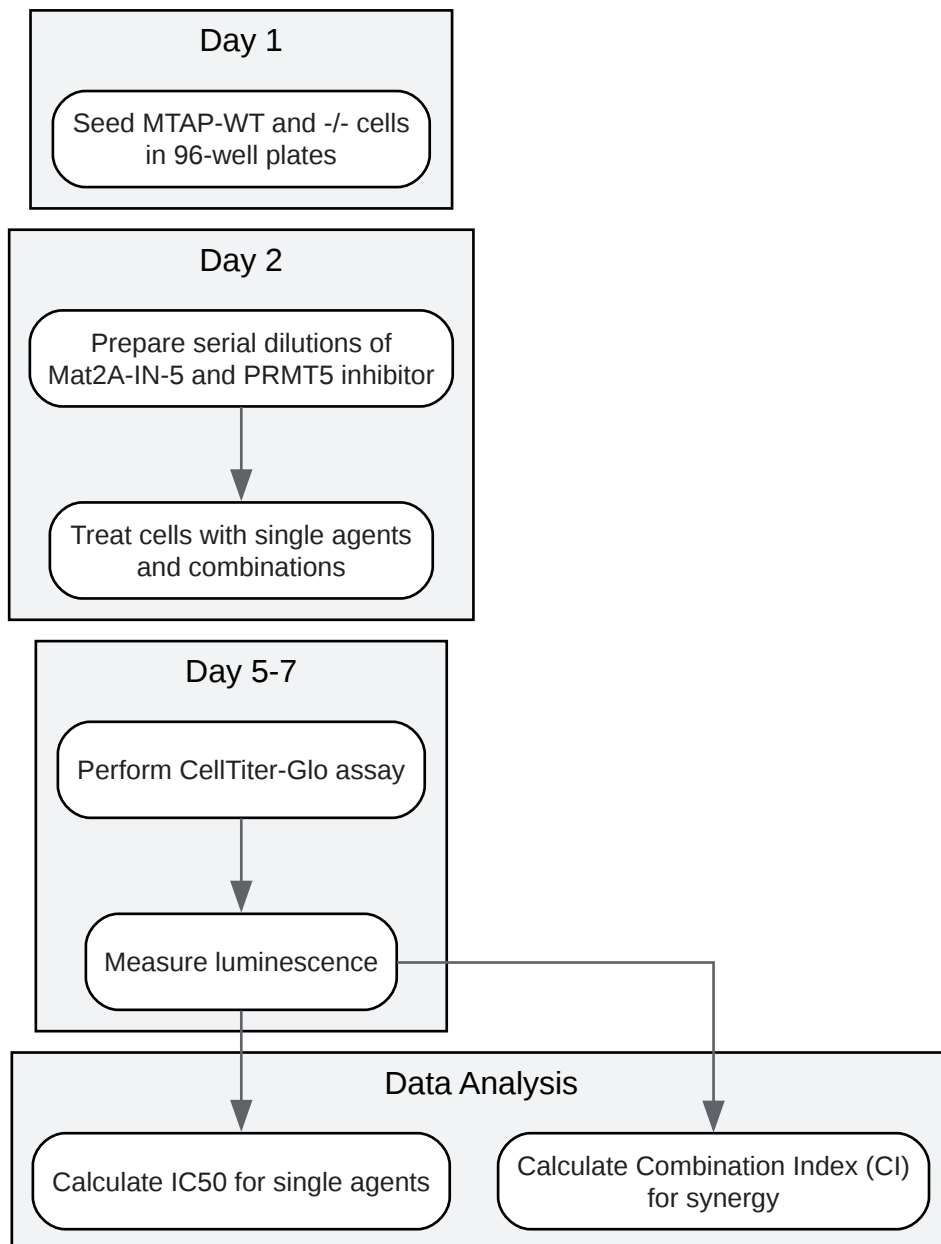 Day 1
Seed MTAP-WT and -/- cells
in 96-well plates
Day 2
Prepare serial dilutions of
Mat2A-IN-5 and PRMT5 inhibitor
Treat cells with single agents
and combinations
Day 5-7
Perform CellTiter-Glo assay
Measure luminescence
Data Analysis
Calculate IC50 for single agents
Calculate Combination Index (CI)
for synergy